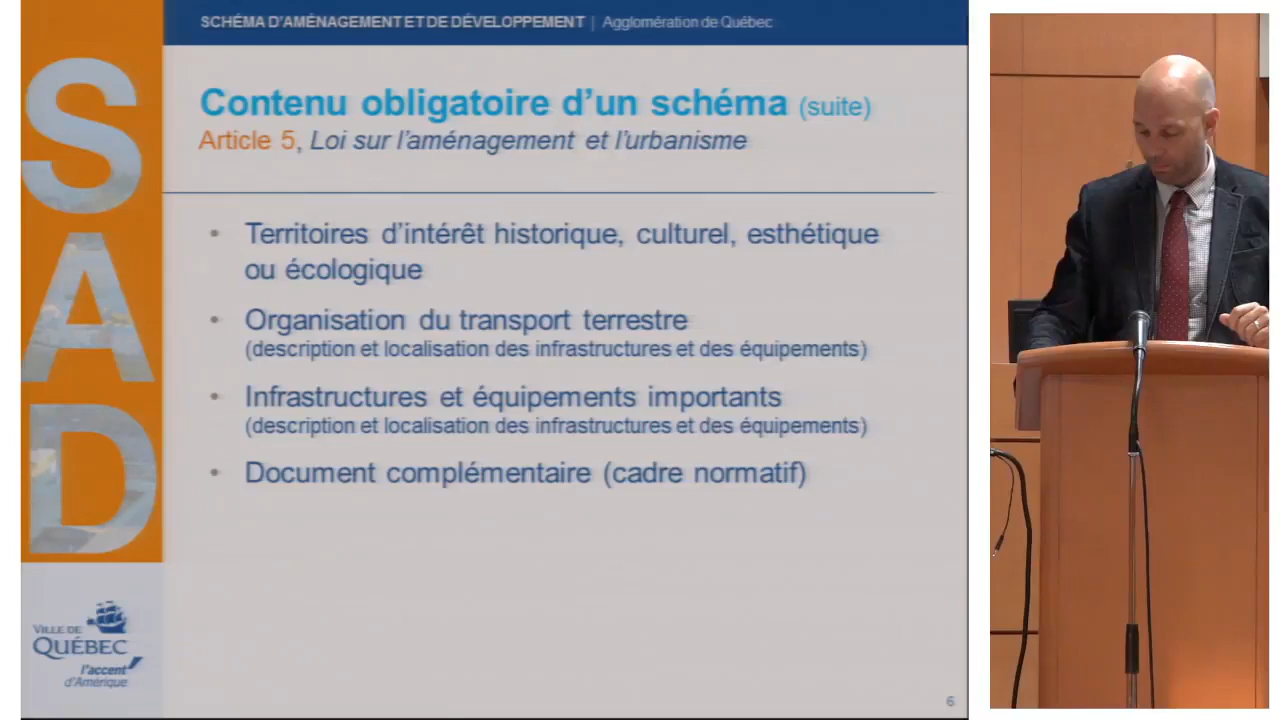 SCHÉMA D'AMÉNAGEMENT ET DE DÉVELOPPEMENT | Agglomération de Québec
SAD
Contenu obligatoire d'un schéma (suite)
Article 5, Loi sur l'aménagement et l'urbanisme
• Territoires d'intérêt historique, culturel, esthétique
ou écologique
• Organisation du transport terrestre
(description et localisation des infrastructures et des équipements)
• Infrastructures et équipements importants
(description et localisation des infrastructures et des équipements)
• Document complémentaire (cadre normatif)
VILLE DE
QUÉBEC
l'accent
d'Amérique
6